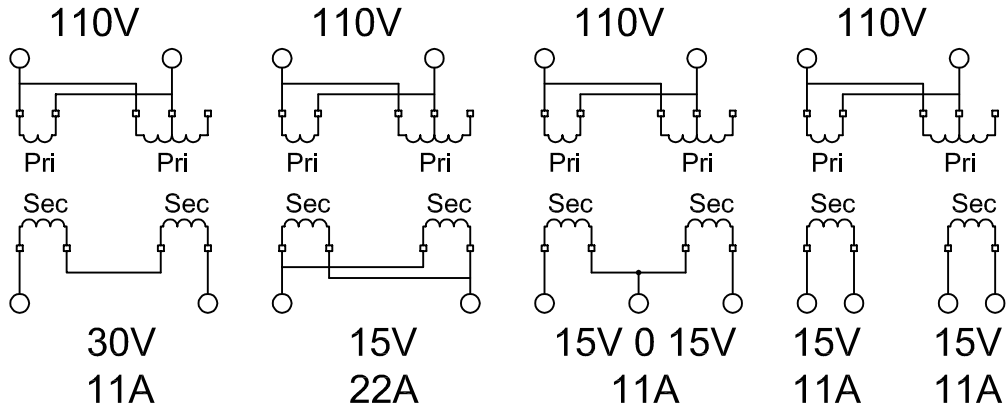 110V 110V 110V 110V
Pri Pri Pri Pri Pri Pri Pri Pri
Sec Sec Sec Sec Sec Sec Sec Sec
30V 15V 15V 0 15V 15V 15V
11A 22A 11A 11A 11A